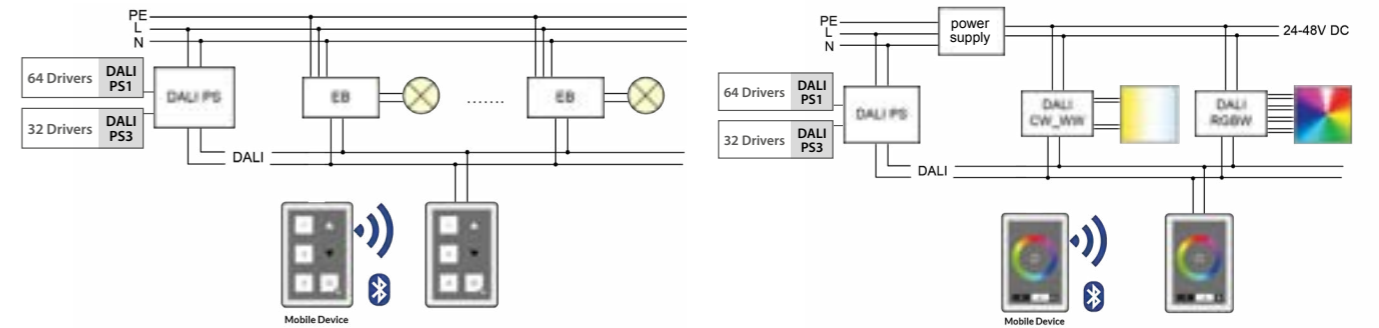 PE
L
N
64 Drivers DALI PS1
32 Drivers DALI PS3
DALI PS
EB
.......
EB
DALI
Mobile Device
PE
L
N
power
supply
24-48V DC
64 Drivers DALI PS1
32 Drivers DALI PS3
DALI PS
DALI
CW_WW
DALI
RGBW
DALI
Mobile Device